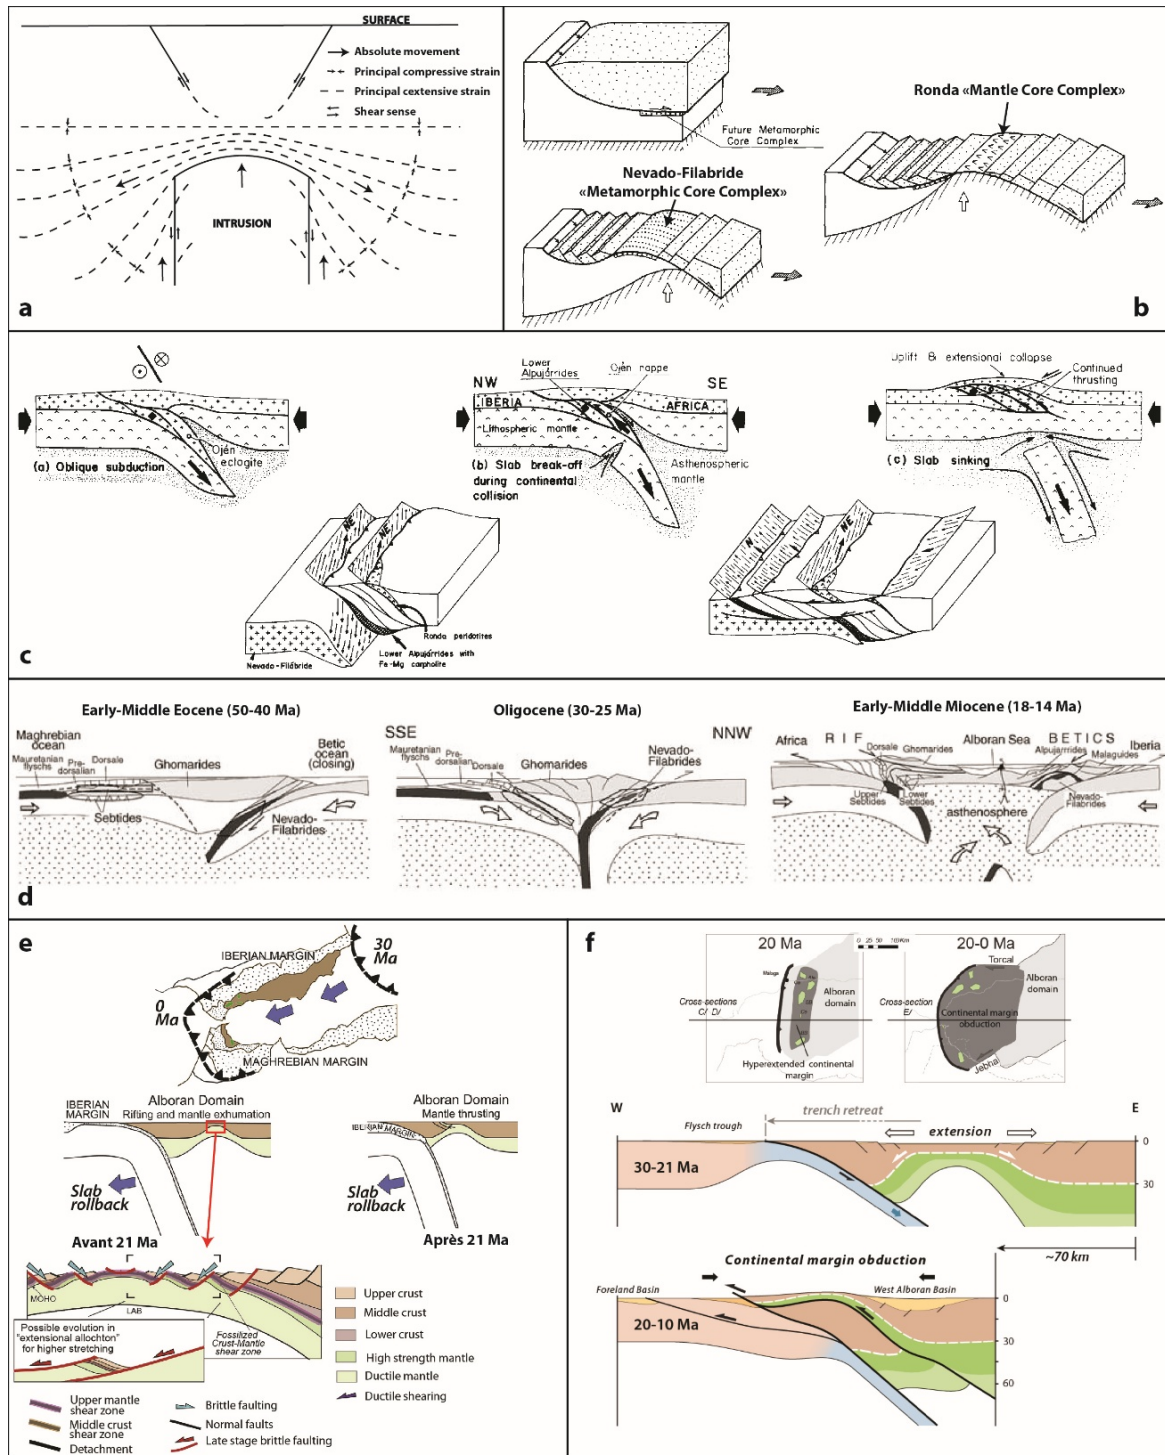 SURFACE
Absolute movement
Principal compressive strain
Principal cextensive strain
Shear sense
INTRUSION
a
Future Metamorphic
Core Complex
Ronda «Mantle Core Complex»
Nevado-Filabride
«Metamorphic Core Complex»
b
Ojén
eclogite
(a) Oblique subduction
NW
SE
Lower
Alpujárrides
Ojén nappe
IBERIA
AFRICA
Lithospheric mantle
(b) Slab break-off
during continental
collision
Asthenospheric
mantle
Uplift & extensional collapse
Continued
thrusting
(c) Slab sinking
NE
NE
Ronda peridotites
Lower Alpujárrides with
Fe-Mg carpholite
Nevado-Filábride
N
NE
c
Early-Middle Eocene (50-40 Ma)
Maghrebian
ocean
Mauretanian
flyschs
Pre-
dorsalian
Dorsale
Ghomarides
Betic
ocean
(closing)
Sebtides
Nevado-
Filabrides
Oligocene (30-25 Ma)
SSE
NNW
Mauretanian
flyschs
Pre-
dorsalian
Dorsale
Ghomarides
Nevado-
Filabrides
Early-Middle Miocene (18-14 Ma)
Africa
RIF
Dorsale
Ghomarides
Alboran Sea
BETICS
Alpujarrides
Malaguides
Iberia
Upper
Sebtides
Lower
Sebtides
asthenosphere
Nevado-
Filabrides
d
e
IBERIAN MARGIN
30
Ma
0
Ma
MAGHREBIAN MARGIN
IBERIAN
MARGIN
Alboran Domain
Rifting and mantle exhumation
Slab
rollback
Avant 21 Ma
Alboran Domain
Mantle thrusting
IBERIAN MARGIN
Slab
rollback
Après 21 Ma
MOHO
LAB
Possible evolution in
"extensional allochton"
for higher stretching
Fossilized
Crust-Mantle
shear zone
Upper crust
Middle crust
Lower crust
High strength mantle
Ductile mantle
Ductile shearing
Upper mantle
shear zone
Middle crust
shear zone
Detachment
Brittle faulting
Normal faults
Late stage brittle faulting
f
20 Ma
0 25 50 100Km
20-0 Ma
Malaga
Alboran
domain
Cross-sections
C/ D/
Hyperextended continental
margin
Torcal
Alboran
domain
Cross-section
E/
Continental margin
obduction
Jebha
W
E
trench retreat
Flysch trough
extension
30-21 Ma
0
30
~70 km
Continental margin obduction
Foreland Basin
West Alboran Basin
20-10 Ma
0
30
60